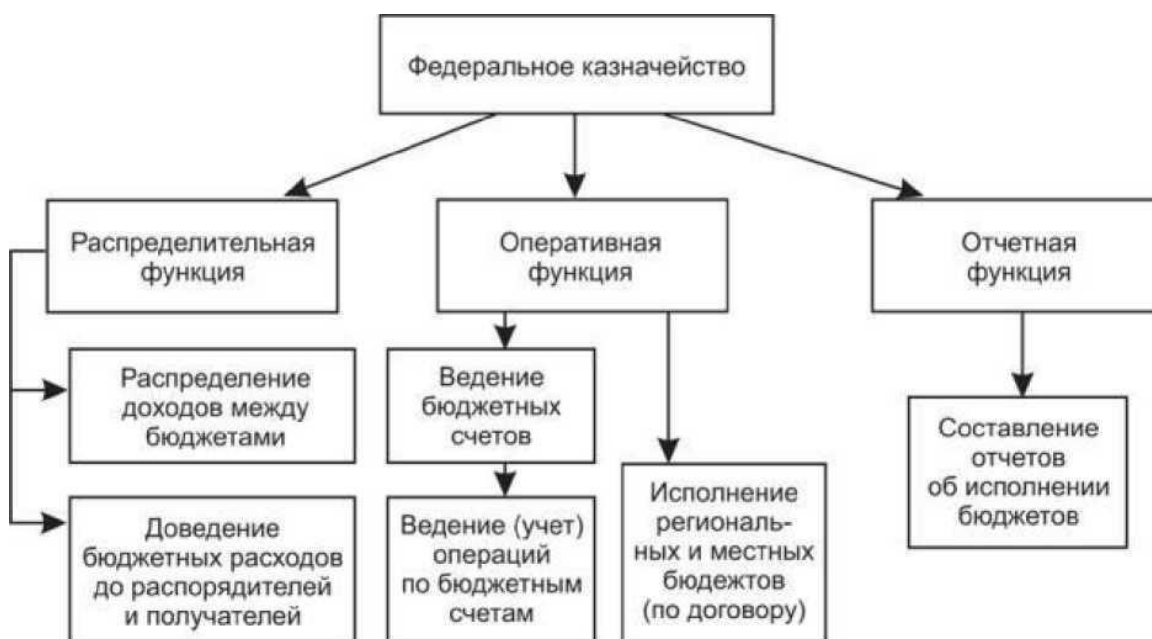 Федеральное казначейство
Распределительная
функция
Оперативная
функция
Отчетная
функция
Распределение
доходов между
бюджетами
Ведение
бюджетных
счетов
Составление
отчетов
об исполнении
бюджетов
Доведение
бюджетных расходов
до распорядителей
и получателей
Ведение (учет)
операций
по бюджетным
счетам
Исполнение
региональ-
ных и местных
бюдежтов
(по договору)